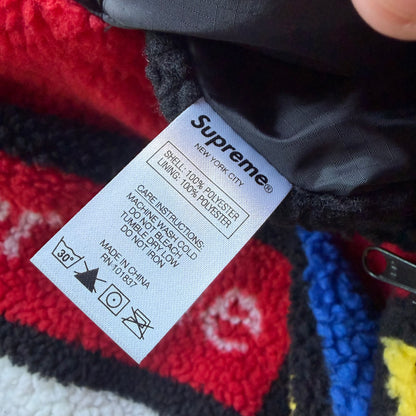 Supreme®
NEW YORK CITY
SHELL: 100% POLYESTER
LINING: 100% POLYESTER
CARE INSTRUCTIONS:
MACHINE WASH COLD
DO NOT BLEACH
TUMBLE DRY LOW
DO NOT IRON
MADE IN CHINA
RN 101837
30°